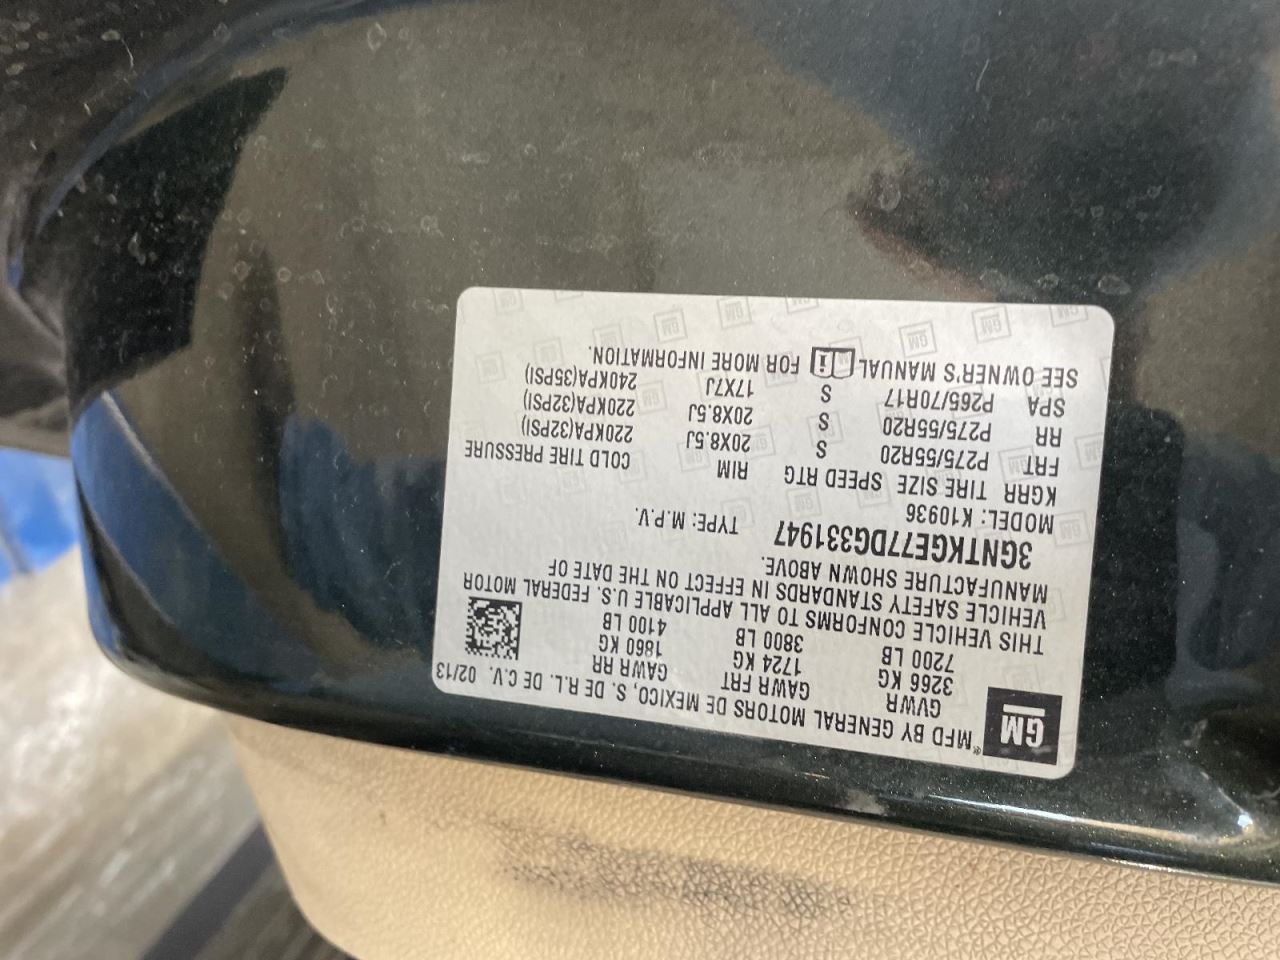 GM
MFD BY GENERAL MOTORS DE MEXICO, S. DE R.L. DE C.V. 02/13
GVWR GAWR FRT GAWR RR
3266 KG 1724 KG 1860 KG
7200 LB 3800 LB 4100 LB
THIS VEHICLE CONFORMS TO ALL APPLICABLE U.S. FEDERAL MOTOR
VEHICLE SAFETY STANDARDS IN EFFECT ON THE DATE OF
MANUFACTURE SHOWN ABOVE.
3GNTKGE77DG331947 TYPE: M.P.V.
MODEL: K10936
KGRR TIRE SIZE SPEED RTG RIM COLD TIRE PRESSURE
FRT P275/55R20 S 20X8.5J 220KPA(32PSI)
RR P275/55R20 S 20X8.5J 220KPA(32PSI)
SPA P265/70R17 S 17X7J 240KPA(35PSI)
SEE OWNER'S MANUAL i FOR MORE INFORMATION.